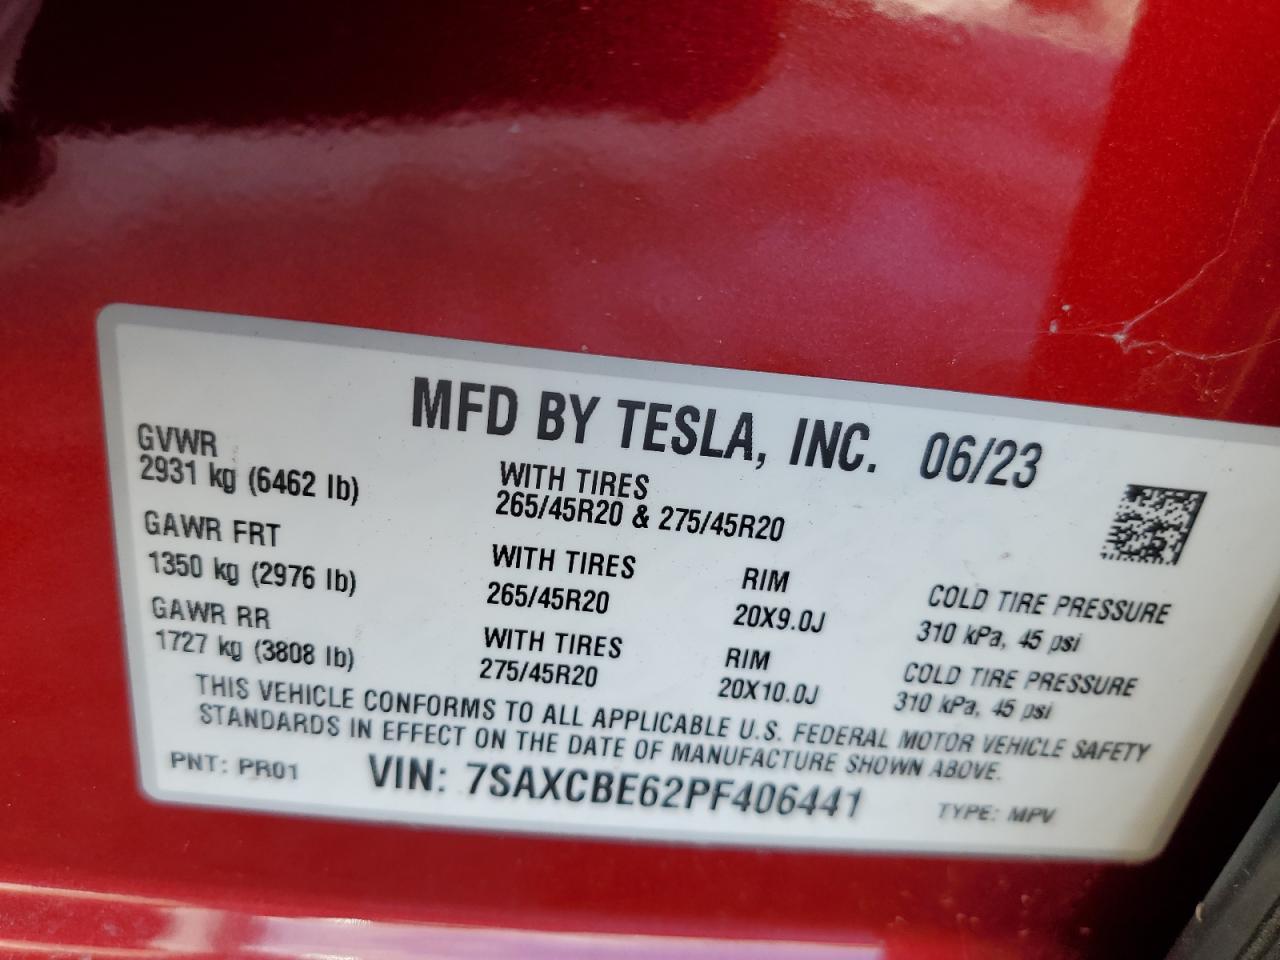 MFD BY TESLA, INC. 06/23
GVWR
2931 kg (6462 lb)
WITH TIRES
265/45R20 & 275/45R20
GAWR FRT
1350 kg (2976 lb)
WITH TIRES
265/45R20
RIM
20X9.0J
COLD TIRE PRESSURE
310 kPa, 45 psi
GAWR RR
1727 kg (3808 lb)
WITH TIRES
275/45R20
RIM
20X10.0J
COLD TIRE PRESSURE
310 kPa, 45 psi
THIS VEHICLE CONFORMS TO ALL APPLICABLE U.S. FEDERAL MOTOR VEHICLE SAFETY
STANDARDS IN EFFECT ON THE DATE OF MANUFACTURE SHOWN ABOVE.
PNT: PR01 VIN: 7SAXCBE62PF406441 TYPE: MPV